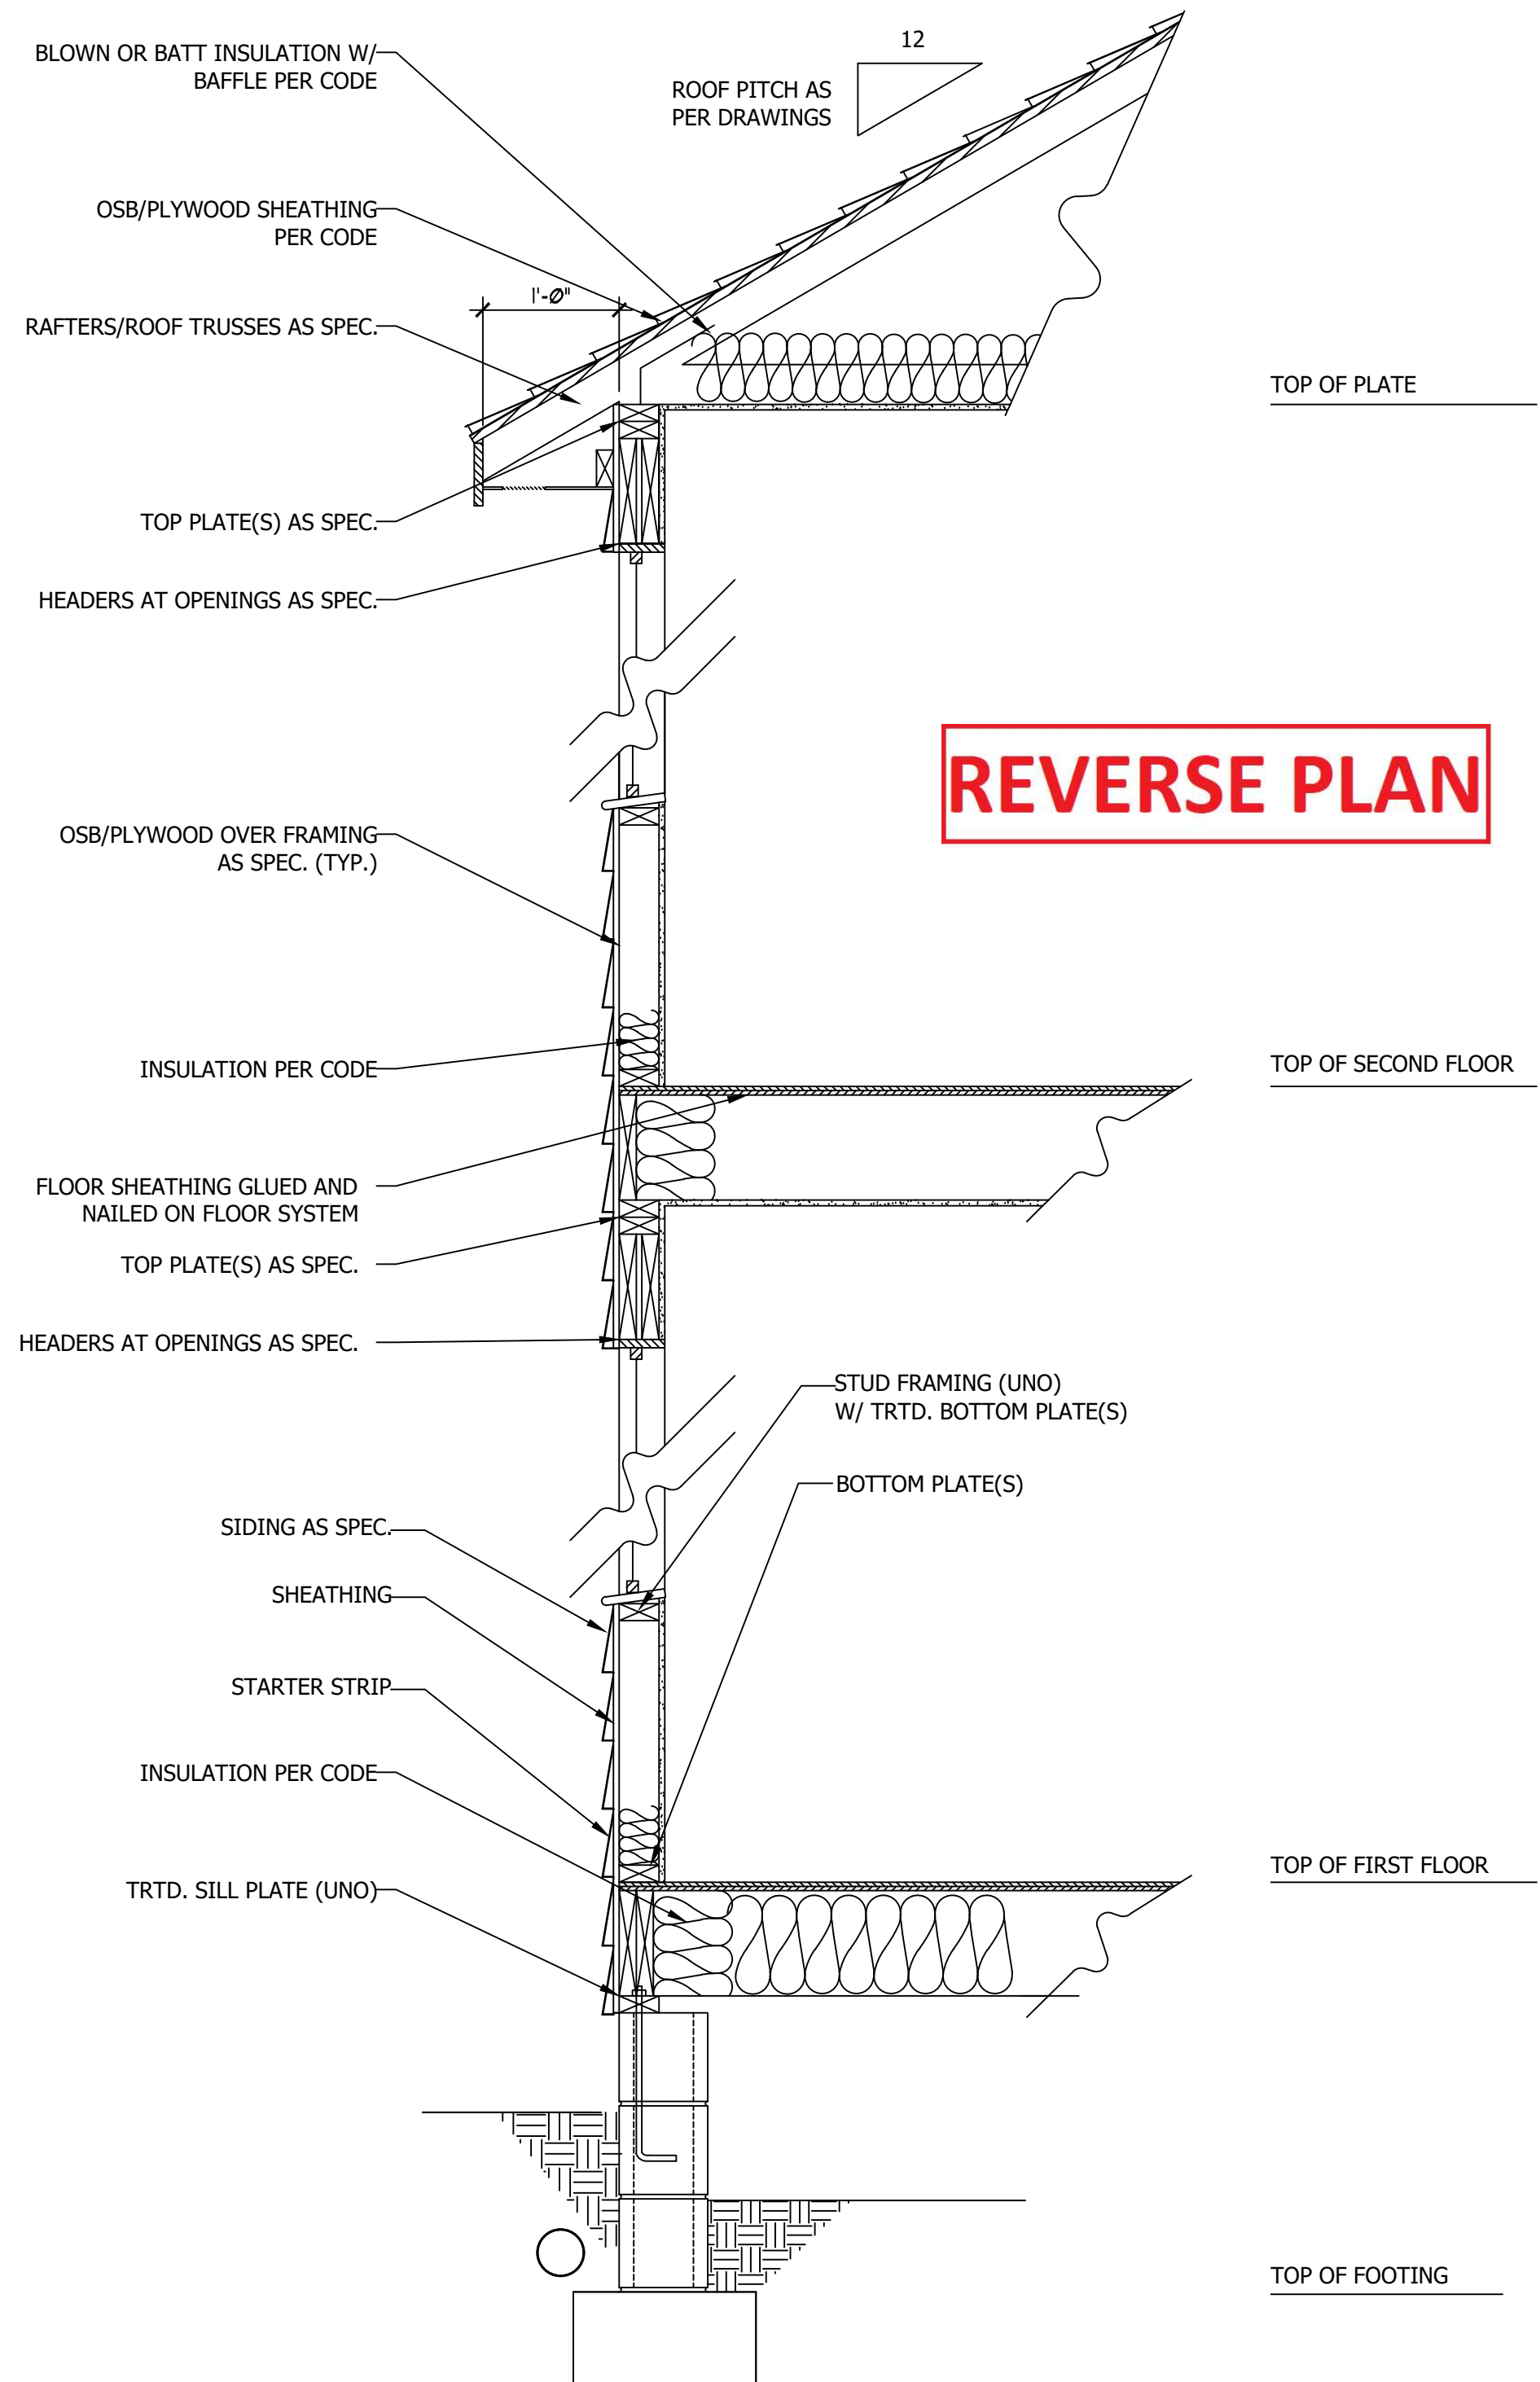 12
BLOWN OR BATT INSULATION W/
BAFFLE PER CODE
ROOF PITCH AS
PER DRAWINGS
OSB/PLYWOOD SHEATHING
PER CODE
1'-0"
RAFTERS/ROOF TRUSSES AS SPEC.
TOP OF PLATE
TOP PLATE(S) AS SPEC.
HEADERS AT OPENINGS AS SPEC.
REVERSE PLAN
OSB/PLYWOOD OVER FRAMING
AS SPEC. (TYP.)
INSULATION PER CODE
TOP OF SECOND FLOOR
FLOOR SHEATHING GLUED AND
NAILED ON FLOOR SYSTEM
TOP PLATE(S) AS SPEC.
HEADERS AT OPENINGS AS SPEC.
STUD FRAMING (UNO)
W/ TRTD. BOTTOM PLATE(S)
BOTTOM PLATE(S)
SIDING AS SPEC.
SHEATHING
STARTER STRIP
INSULATION PER CODE
TOP OF FIRST FLOOR
TRTD. SILL PLATE (UNO)
TOP OF FOOTING